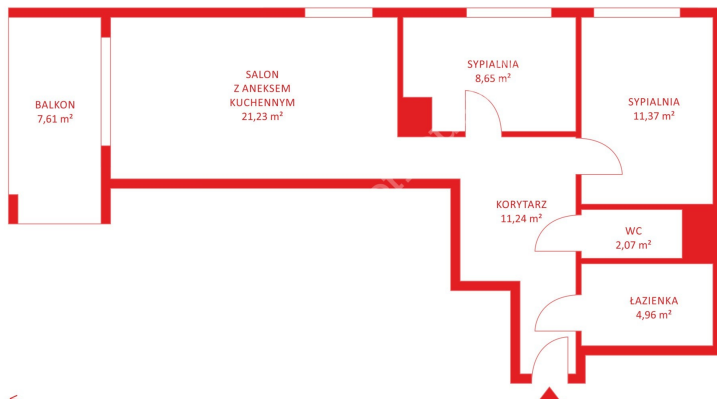 BALKON
7,61 m²
SALON
Z ANEKSEM
KUCHENNYM
21,23 m²
SYPIALNIA
8,65 m²
SYPIALNIA
11,37 m²
KORYTARZ
11,24 m²
WC
2,07 m²
ŁAZIENKA
4,96 m²